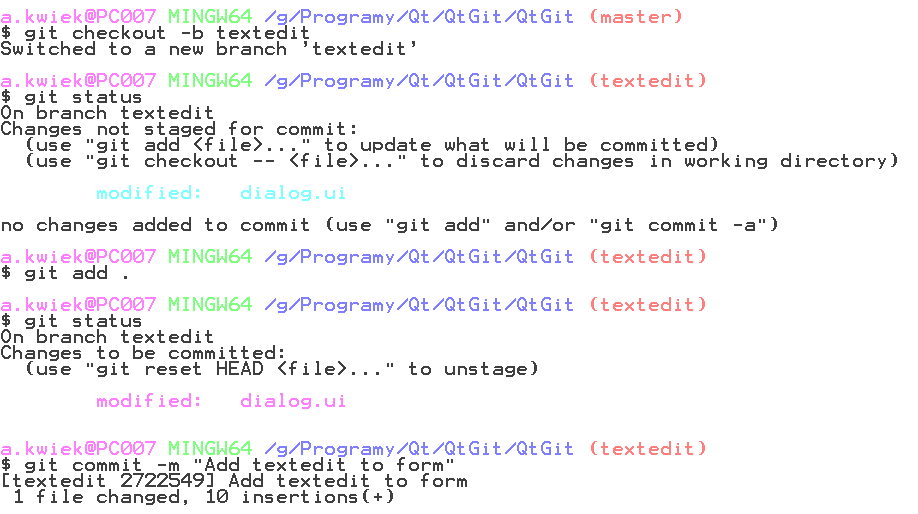 a.kwiek@PC007 MINGW64 /g/Programy/Qt/QtGit/QtGit (master)
$ git checkout -b textedit
Switched to a new branch 'textedit'
a.kwiek@PC007 MINGW64 /g/Programy/Qt/QtGit/QtGit (textedit)
$ git status
On branch textedit
Changes not staged for commit:
  (use "git add <file>..." to update what will be committed)
  (use "git checkout -- <file>..." to discard changes in working directory)
        modified:   dialog.ui
no changes added to commit (use "git add" and/or "git commit -a")
a.kwiek@PC007 MINGW64 /g/Programy/Qt/QtGit/QtGit (textedit)
$ git add .
a.kwiek@PC007 MINGW64 /g/Programy/Qt/QtGit/QtGit (textedit)
$ git status
On branch textedit
Changes to be committed:
  (use "git reset HEAD <file>..." to unstage)
        modified:   dialog.ui
a.kwiek@PC007 MINGW64 /g/Programy/Qt/QtGit/QtGit (textedit)
$ git commit -m "Add textedit to form"
[textedit 2722549] Add textedit to form
 1 file changed, 10 insertions(+)